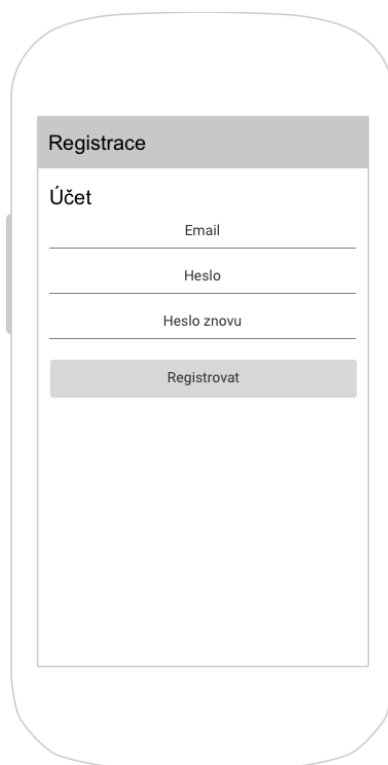 Registrace
Účet
Email
Heslo
Heslo znovu
Registrovat